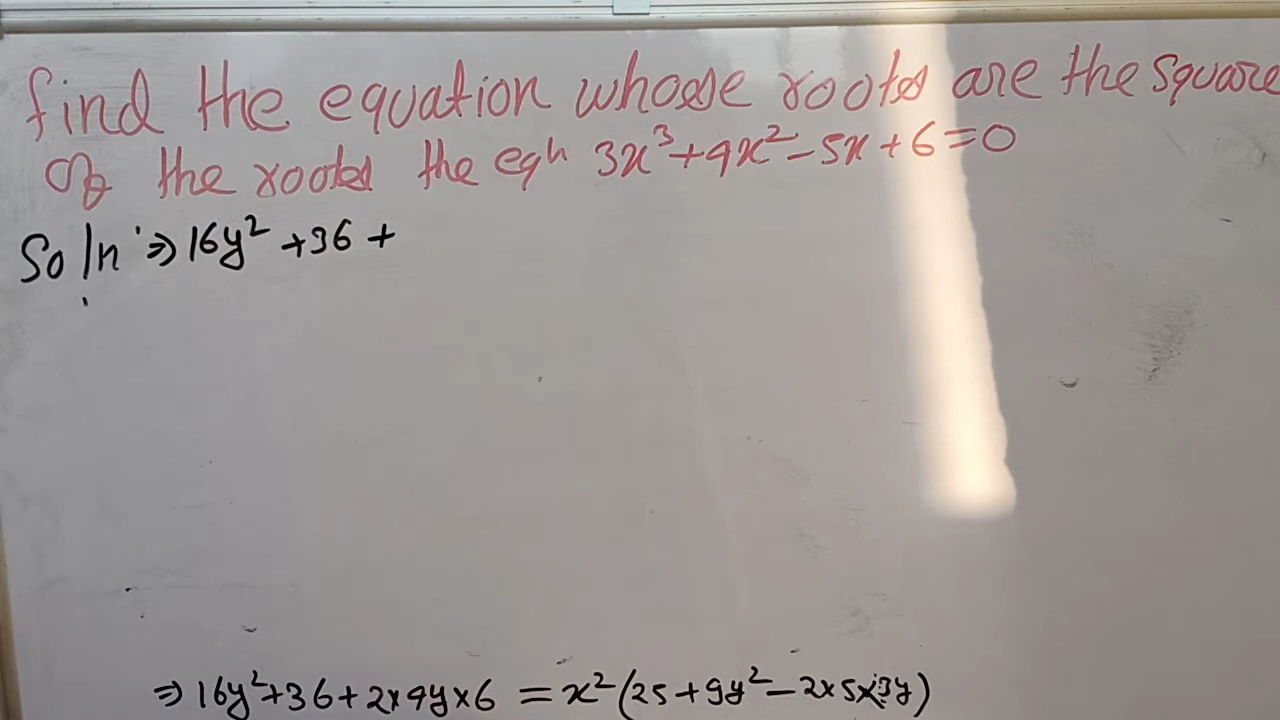 find the equation whose roots are the square
of the roots the eqn 3x³+4x²-5x+6=0
Soln ⇒ 16y² +36 +
⇒ 16y²+36+2×4y×6 = x²(25+9y²-2×5×3y)